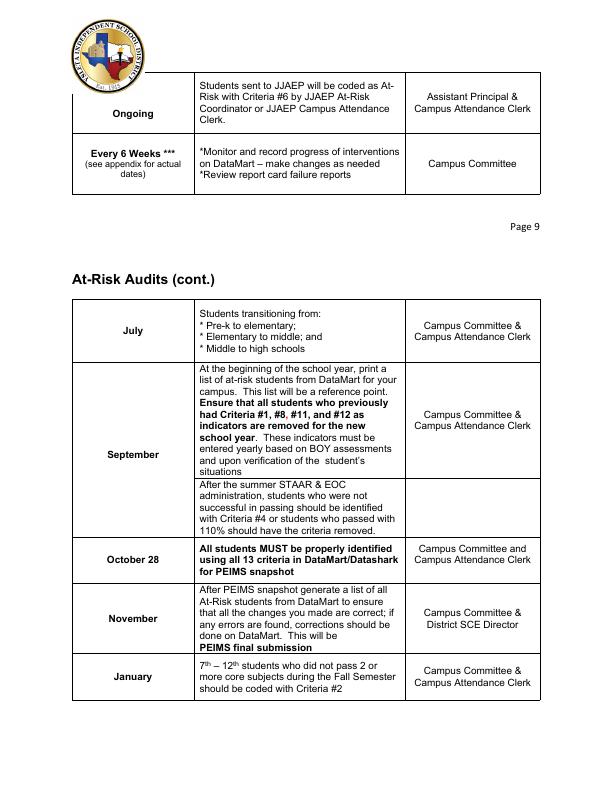 YSLETA INDEPENDENT SCHOOL DISTRICT
Est. 1915
Ongoing
Students sent to JJAEP will be coded as At-
Risk with Criteria #6 by JJAEP At-Risk
Coordinator or JJAEP Campus Attendance
Clerk.
Assistant Principal &
Campus Attendance Clerk
Every 6 Weeks ***
(see appendix for actual
dates)
*Monitor and record progress of interventions
on DataMart – make changes as needed
*Review report card failure reports
Campus Committee
Page 9
At-Risk Audits (cont.)
July
Students transitioning from:
* Pre-k to elementary;
* Elementary to middle; and
* Middle to high schools
Campus Committee &
Campus Attendance Clerk
September
At the beginning of the school year, print a
list of at-risk students from DataMart for your
campus. This list will be a reference point.
Ensure that all students who previously
had Criteria #1, #8, #11, and #12 as
indicators are removed for the new
school year. These indicators must be
entered yearly based on BOY assessments
and upon verification of the student’s
situations
Campus Committee &
Campus Attendance Clerk
After the summer STAAR & EOC
administration, students who were not
successful in passing should be identified
with Criteria #4 or students who passed with
110% should have the criteria removed.
October 28
All students MUST be properly identified
using all 13 criteria in DataMart/Datashark
for PEIMS snapshot
Campus Committee and
Campus Attendance Clerk
November
After PEIMS snapshot generate a list of all
At-Risk students from DataMart to ensure
that all the changes you made are correct; if
any errors are found, corrections should be
done on DataMart. This will be
PEIMS final submission
Campus Committee &
District SCE Director
January
7th – 12th students who did not pass 2 or
more core subjects during the Fall Semester
should be coded with Criteria #2
Campus Committee &
Campus Attendance Clerk